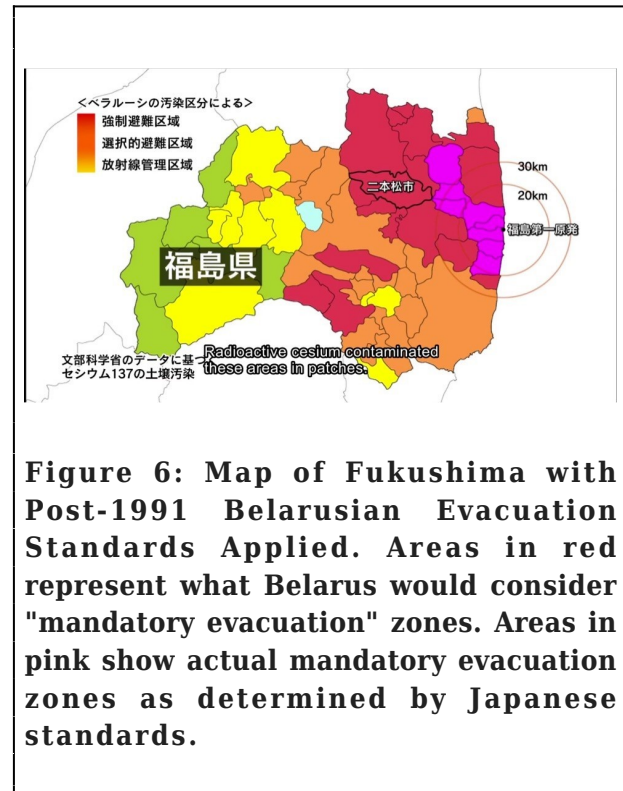 <ベラルーシの汚染区分による>
強制避難区域
選択的避難区域
放射線管理区域
30km
20km
二本松市
福島第一原発
福島県
文部科学省のデータに基づく
セシウム137の土壌汚染
Radioactive cesium contaminated
these areas in patches.
Figure 6: Map of Fukushima with
Post-1991 Belarusian Evacuation
Standards Applied. Areas in red
represent what Belarus would consider
"mandatory evacuation" zones. Areas in
pink show actual mandatory evacuation
zones as determined by Japanese
standards.